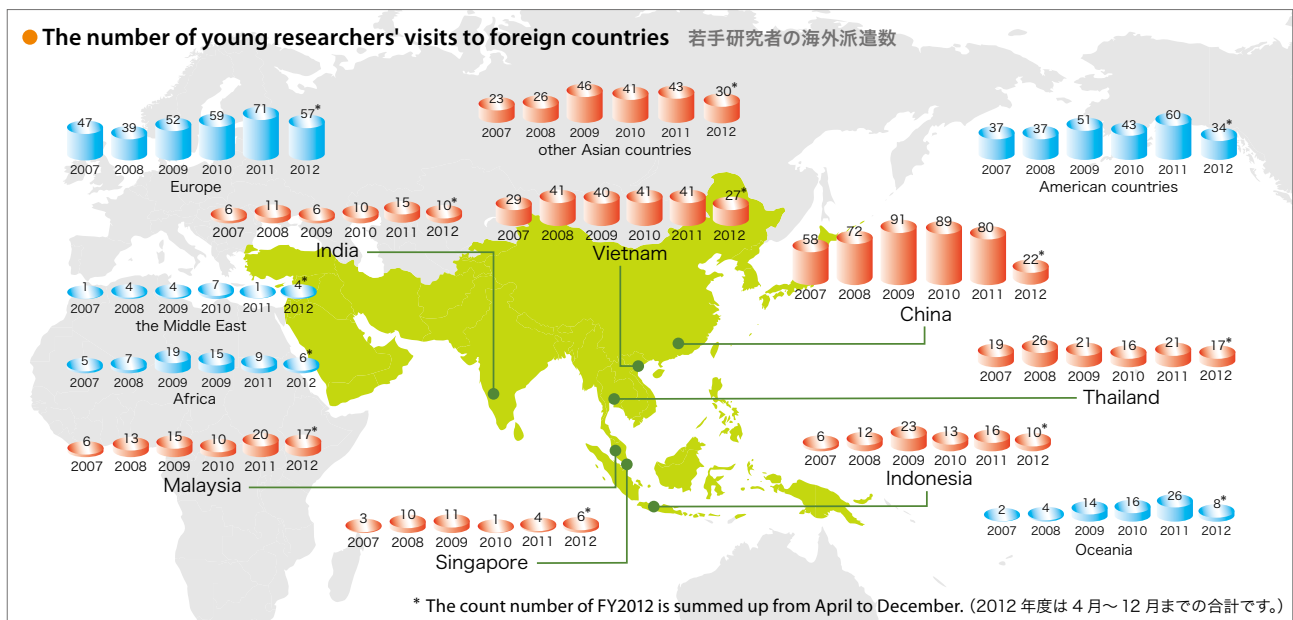 ● The number of young researchers' visits to foreign countries 若手研究者の海外派遣数
47 39 52 59 71 57*
2007 2008 2009 2010 2011 2012
Europe
23 26 46 41 43 30*
2007 2008 2009 2010 2011 2012
other Asian countries
37 37 51 43 60 34*
2007 2008 2009 2010 2011 2012
American countries
6 11 6 10 15 10*
2007 2008 2009 2010 2011 2012
India
29 41 40 41 41 27*
2007 2008 2009 2010 2011 2012
Vietnam
58 72 91 89 80 22*
2007 2008 2009 2010 2011 2012
China
1 4 4 7 1 4*
2007 2008 2009 2010 2011 2012
the Middle East
5 7 19 15 9 6*
2007 2008 2009 2009 2011 2012
Africa
19 26 21 16 21 17*
2007 2008 2009 2010 2011 2012
Thailand
6 13 15 10 20 17*
2007 2008 2009 2010 2011 2012
Malaysia
6 12 23 13 16 10*
2007 2008 2009 2010 2011 2012
Indonesia
3 10 11 1 4 6*
2007 2008 2009 2010 2011 2012
Singapore
2 4 14 16 26 8*
2007 2008 2009 2010 2011 2012
Oceania
* The count number of FY2012 is summed up from April to December.（2012 年度は 4 月～ 12 月までの合計です。）